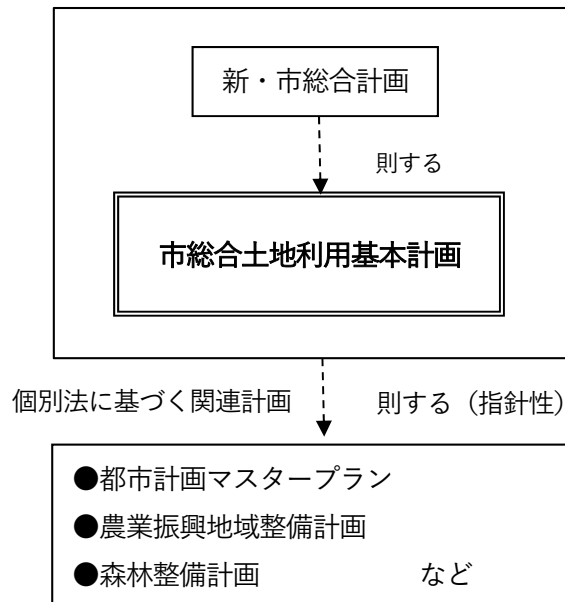 新・市総合計画
則する
市総合土地利用基本計画
個別法に基づく関連計画 則する（指針性）
●都市計画マスタープラン
●農業振興地域整備計画
●森林整備計画 など